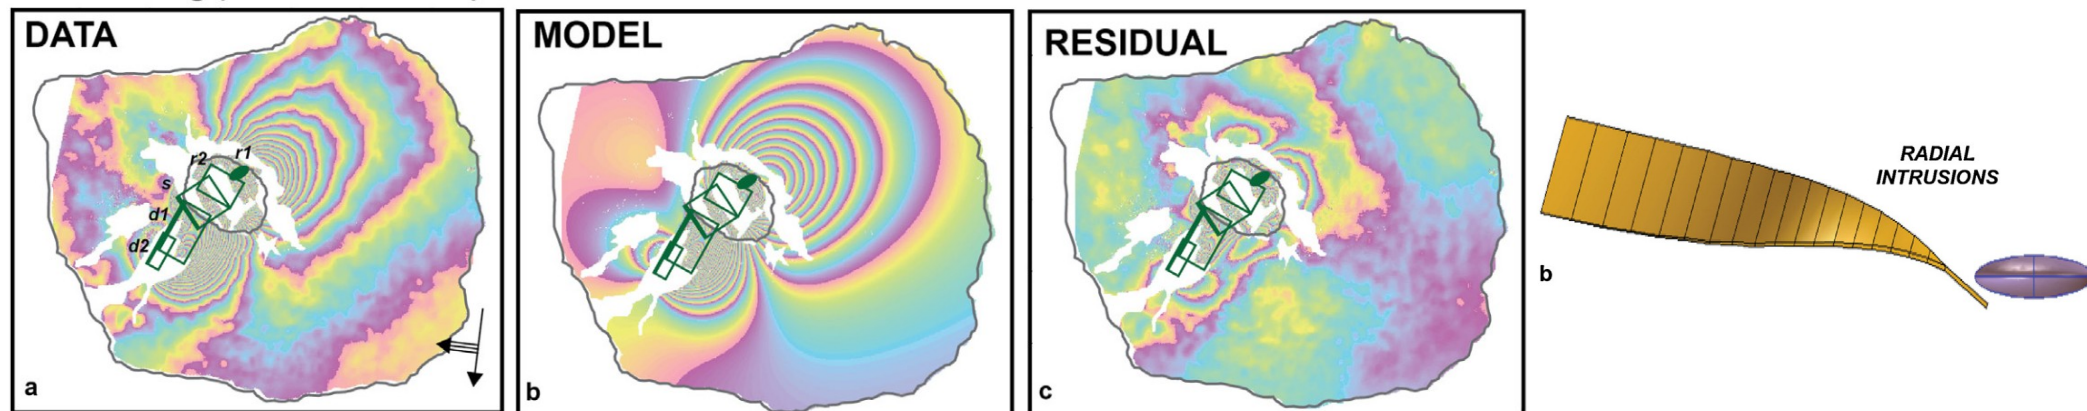 DATA
r2
r1
s
d1
d2
a
MODEL
b
RESIDUAL
c
RADIAL
INTRUSIONS
b